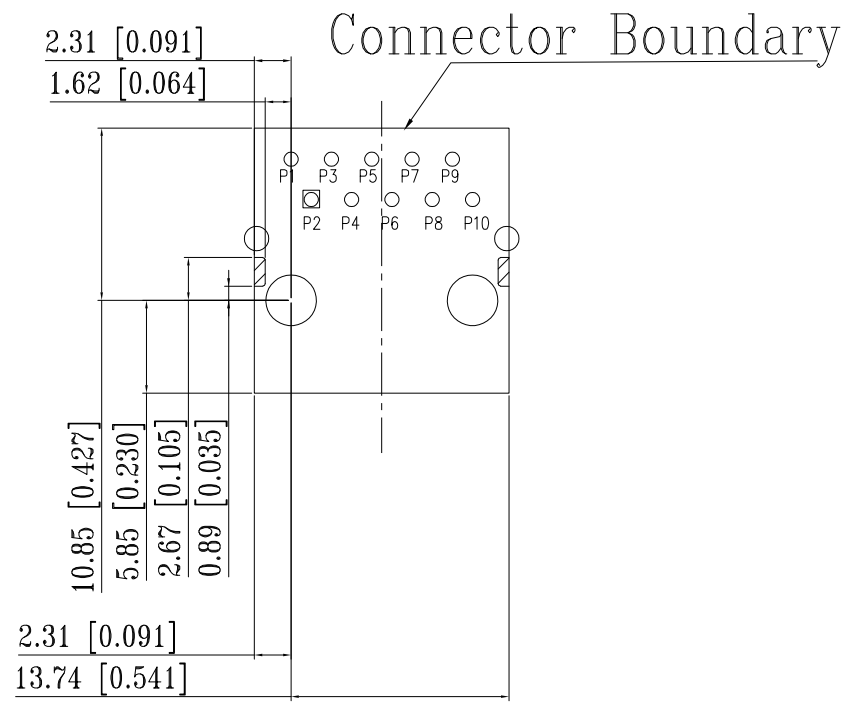 Connector Boundary
2.31 [0.091]
1.62 [0.064]
P1 P3 P5 P7 P9
P2 P4 P6 P8 P10
10.85 [0.427]
5.85 [0.230]
2.67 [0.105]
0.89 [0.035]
2.31 [0.091]
13.74 [0.541]